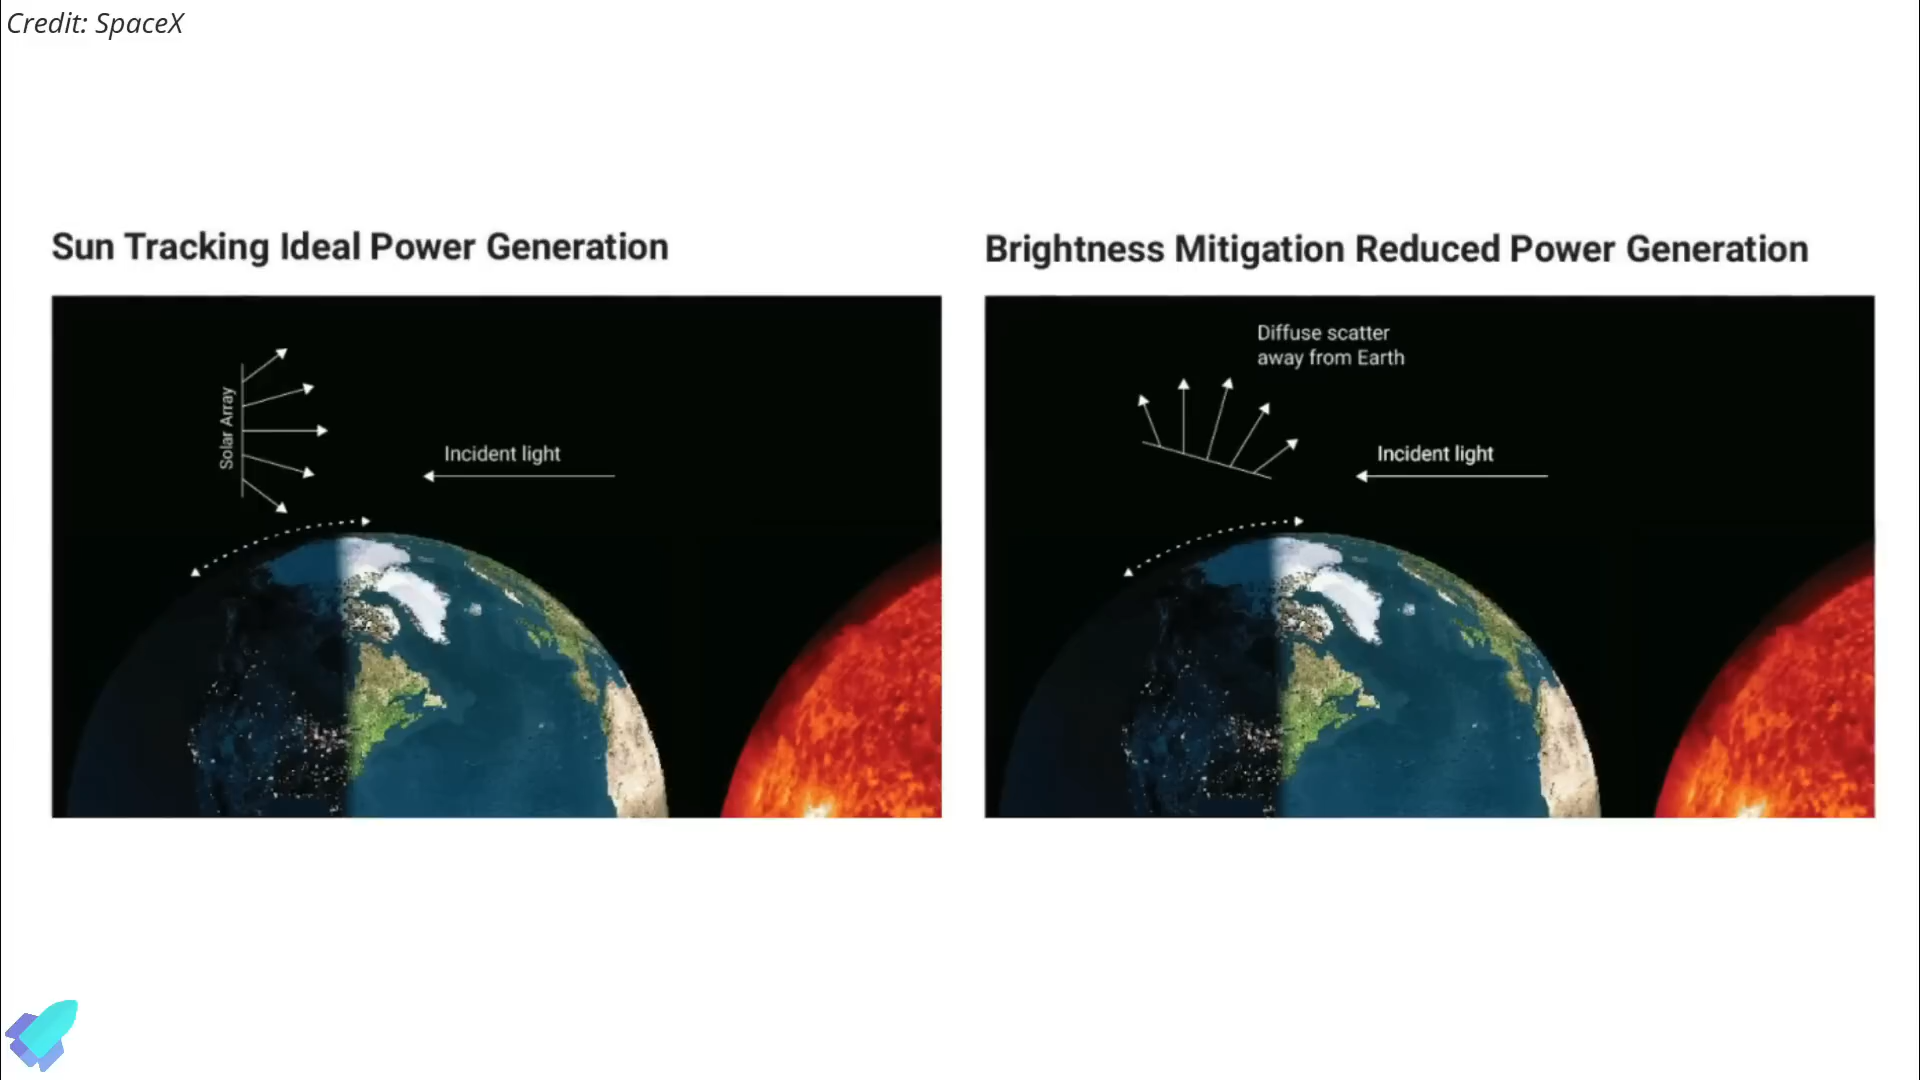 Credit: SpaceX
Sun Tracking Ideal Power Generation
Solar Array
Incident light
Brightness Mitigation Reduced Power Generation
Diffuse scatter
away from Earth
Incident light